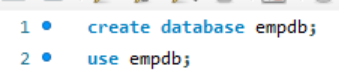 1 create database empdb;
2 use empdb;